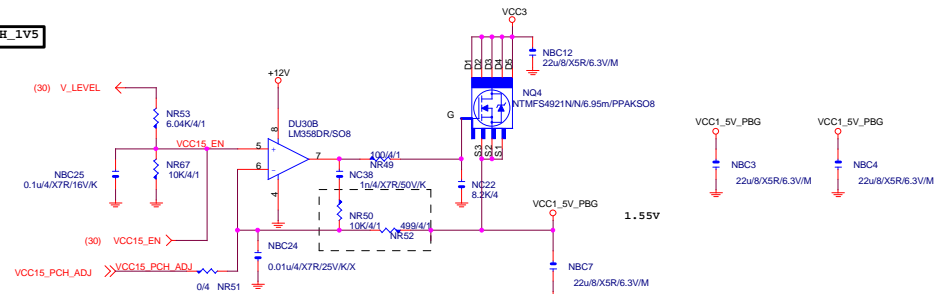 H_1V5
VCC3
D1
D2
D3
D4
D5
NBC12
22u/8/X5R/6.3V/M
+12V
(30) V_LEVEL
NR53
6.04K/4/1
DU30B
LM358DR/SO8
NQ4
NTMFS4921N/N/6.95m/PPAKSO8
G
S3
S2
S1
VCC15_EN
8
5
+
6
-
7
4
100/4/1
NR49
NR67
10K/4/1
NBC25
0.1u/4/X7R/16V/K
NC38
1n/4/X7R/50V/K
NC22
8.2K/4
VCC1_5V_PBG
VCC1_5V_PBG
NBC3
22u/8/X5R/6.3V/M
NBC4
22u/8/X5R/6.3V/M
NR50
10K/4/1
499/4/1
NR52
VCC1_5V_PBG
1.55V
(30) VCC15_EN
NBC24
0.01u/4/X7R/25V/K/X
VCC15_PCH_ADJ
VCC15_PCH_ADJ
0/4 NR51
NBC7
22u/8/X5R/6.3V/M